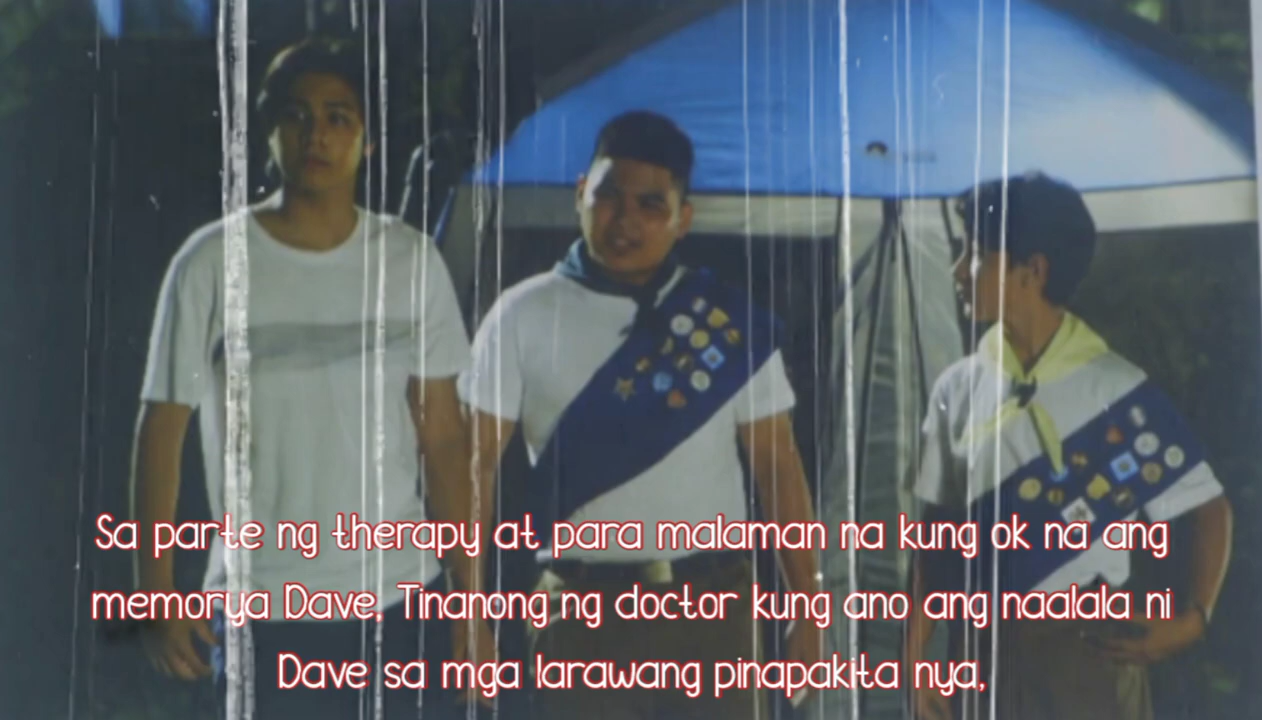 Sa parte ng therapy at para malaman na kung ok na ang
memorya Dave, Tinanong ng doctor kung ano ang naalala ni
Dave sa mga larawang pinapakita nya,